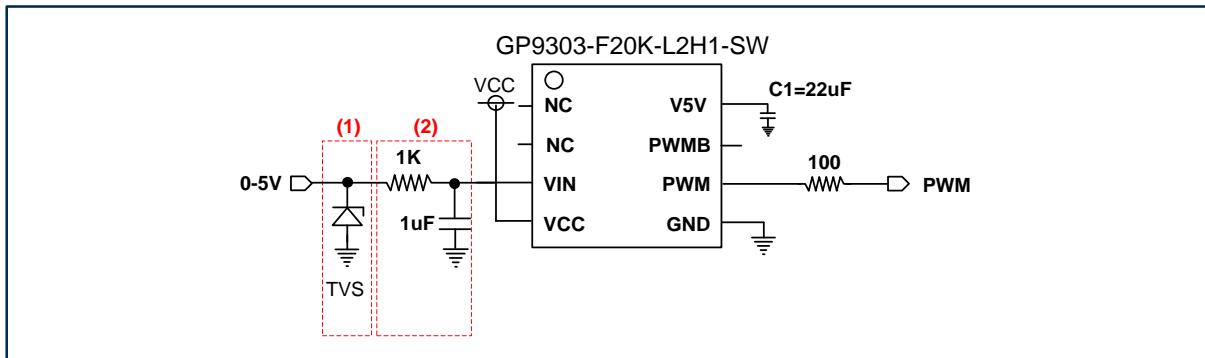 GP9303-F20K-L2H1-SW
VCC
C1=22uF
NC
V5V
(1)
(2)
NC
PWMB
1K
100
0-5V
VIN
PWM
PWM
1uF
VCC
GND
TVS